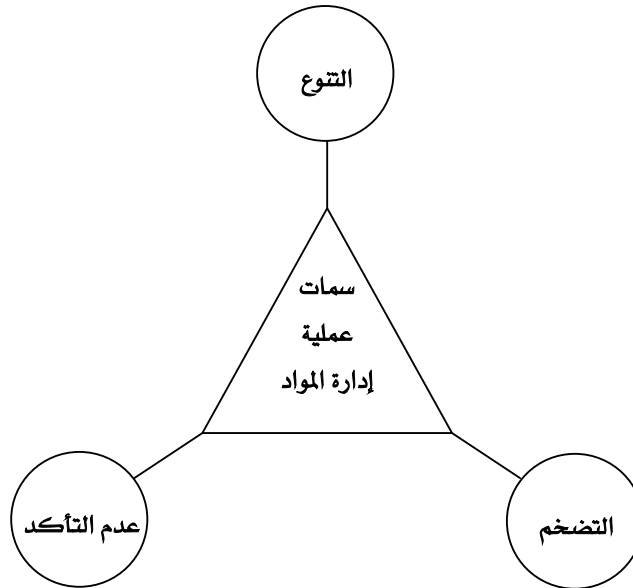 التنوع
سمات
عملية
إدارة المواد
التضخم
عدم التأكد